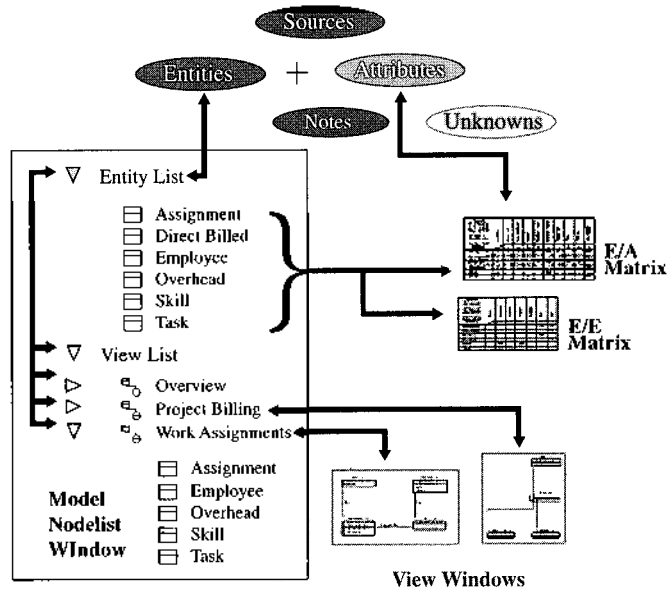 Sources
Entities + Attributes
Notes
Unknowns
Entity List
Assignment
Direct Billed
Employee
Overhead
Skill
Task
E/A
Matrix
E/E
Matrix
View List
Overview
Project Billing
Work Assignments
Assignment
Employee
Overhead
Skill
Task
Model
Nodelist
WIndow
View Windows